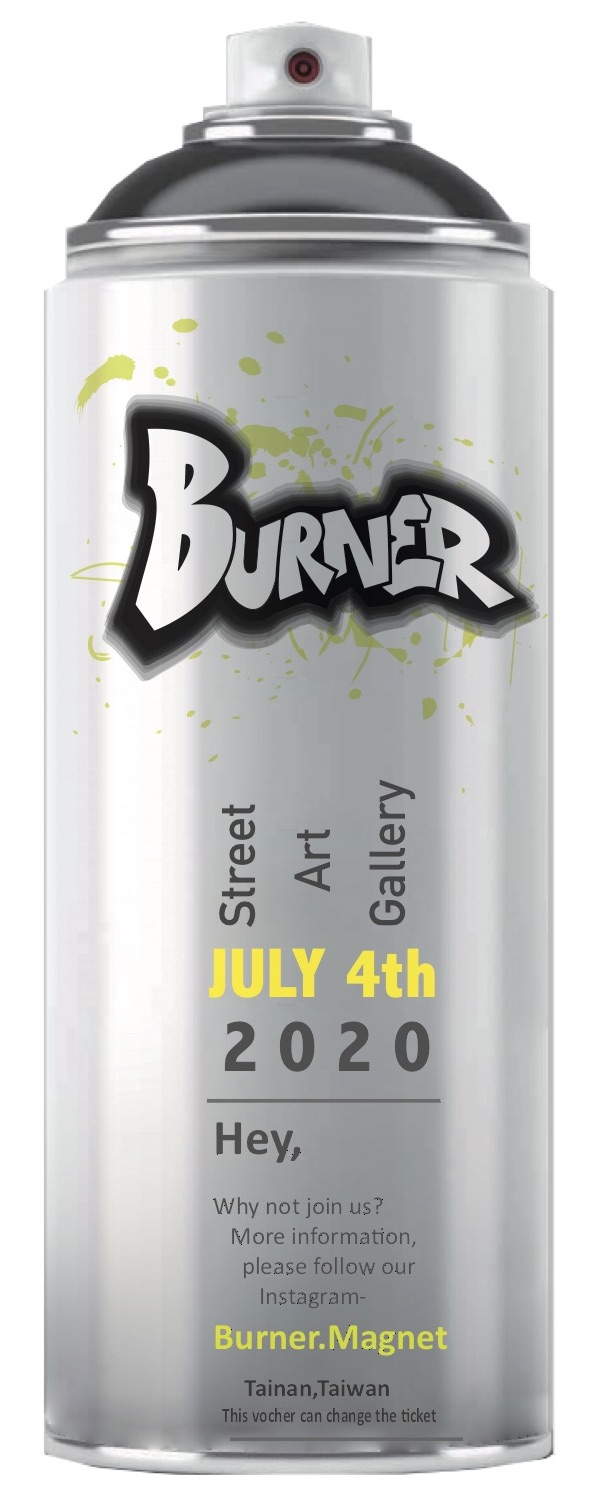 BURNER
Street
Art
Gallery
JULY 4th
2020
Hey,
Why not join us?
More information,
please follow our
Instagram-
Burner.Magnet
Tainan,Taiwan
This vocher can change the ticket